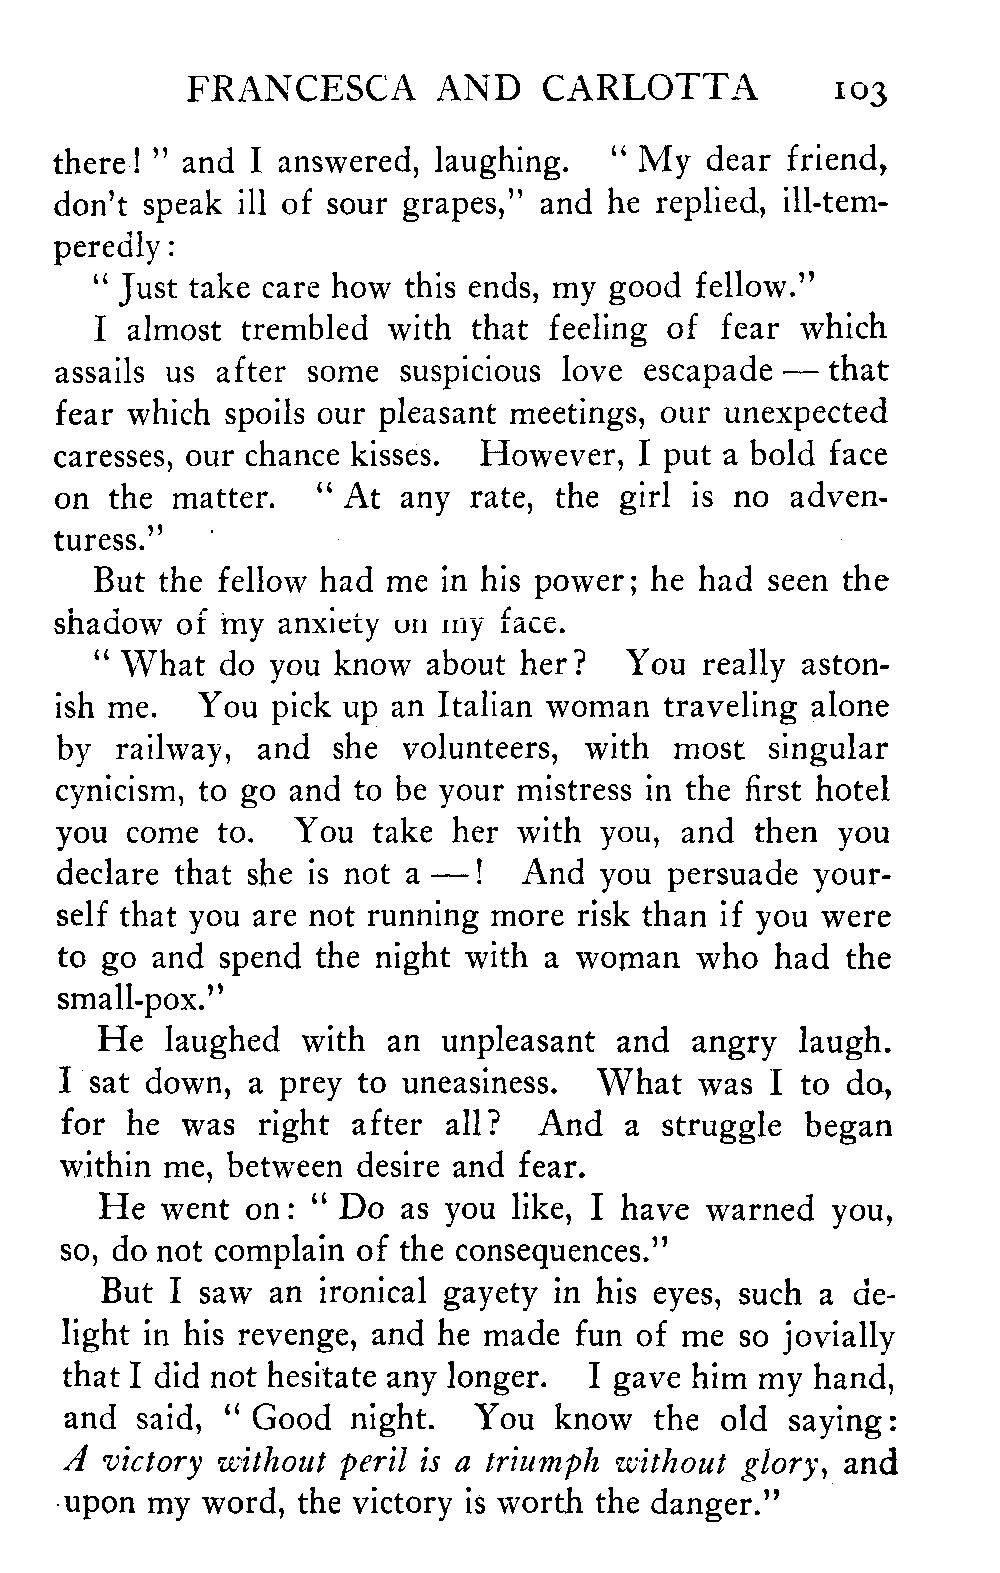 FRANCESCA AND CARLOTTA 103
there! " and I answered, laughing. " My dear friend,
don't speak ill of sour grapes," and he replied, ill-tem-
peredly:
" Just take care how this ends, my good fellow."
I almost trembled with that feeling of fear which
assails us after some suspicious love escapade — that
fear which spoils our pleasant meetings, our unexpected
caresses, our chance kisses. However, I put a bold face
on the matter. " At any rate, the girl is no adven-
turess."
But the fellow had me in his power; he had seen the
shadow of my anxiety on my face.
" What do you know about her? You really aston-
ish me. You pick up an Italian woman traveling alone
by railway, and she volunteers, with most singular
cynicism, to go and to be your mistress in the first hotel
you come to. You take her with you, and then you
declare that she is not a —! And you persuade your-
self that you are not running more risk than if you were
to go and spend the night with a woman who had the
small-pox."
He laughed with an unpleasant and angry laugh.
I sat down, a prey to uneasiness. What was I to do,
for he was right after all? And a struggle began
within me, between desire and fear.
He went on: " Do as you like, I have warned you,
so, do not complain of the consequences."
But I saw an ironical gayety in his eyes, such a de-
light in his revenge, and he made fun of me so jovially
that I did not hesitate any longer. I gave him my hand,
and said, " Good night. You know the old saying:
A victory without peril is a triumph without glory, and
upon my word, the victory is worth the danger."